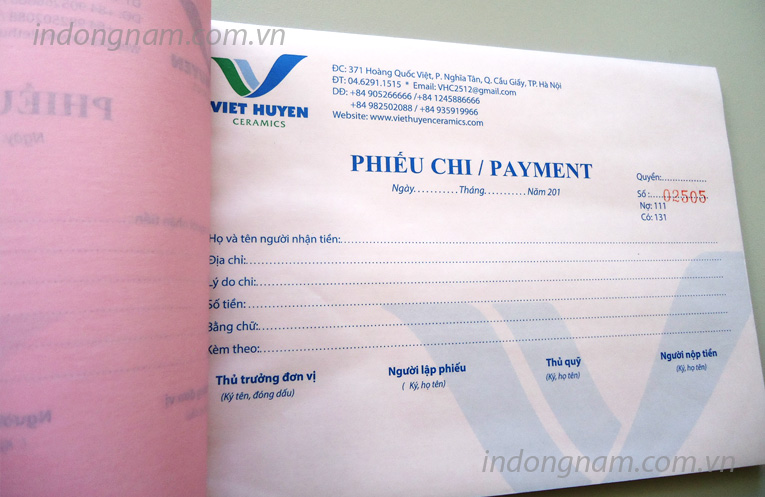 indongnam.com.vn
VIET HUYEN
CERAMICS
ĐC: 371 Hoàng Quốc Việt, P. Nghĩa Tân, Q. Cầu Giấy, TP. Hà Nội
ĐT: 04.6291.1515 * Email: VHC2512@gmail.com
DĐ: +84 905266666 /+84 1245886666
+84 982502088 / +84 935919966
Website: www.viethuyenceramics.com
PHIẾU CHI / PAYMENT
Ngày...........Tháng...........Năm 201
Quyển:................
Số :....................02505
Nợ: 111
Có: 131
Họ và tên người nhận tiền:
Địa chỉ:
Lý do chi:
Số tiền:
Bằng chữ:
Kèm theo:
Thủ trưởng đơn vị
(Ký tên, đóng dấu)
Người lập phiếu
( Ký, họ tên)
Thủ quỹ
(Ký, họ tên)
Người nộp tiền
(Ký, họ tên)
PHIẾU
Ngày
indongnam.com.vn